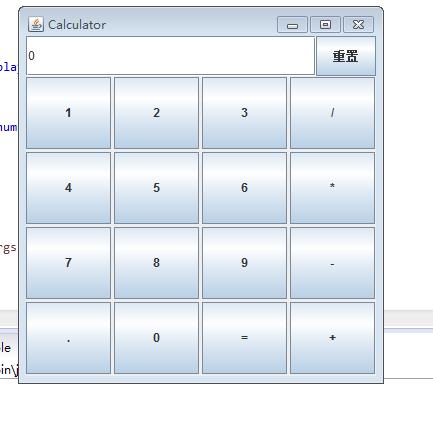 Calculator
0 重置
1 2 3 /
4 5 6 *
7 8 9 -
. 0 = +